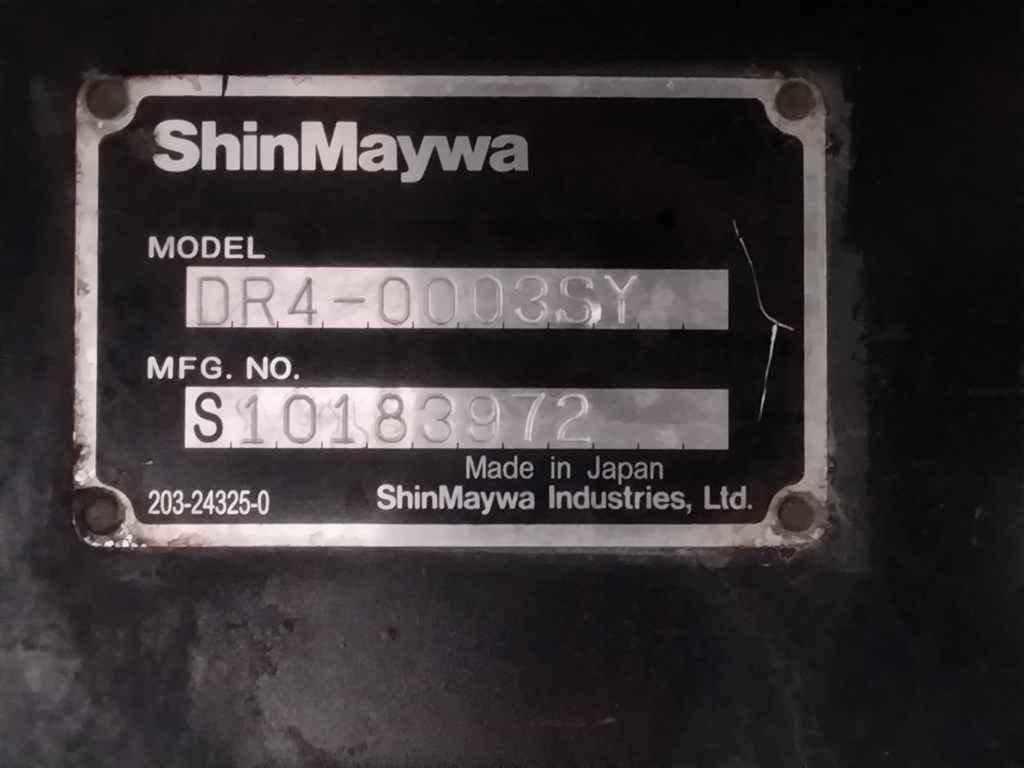 ShinMaywa
MODEL
DR4-0003SY
MFG. NO.
S10183972
Made in Japan
203-24325-0 ShinMaywa Industries, Ltd.